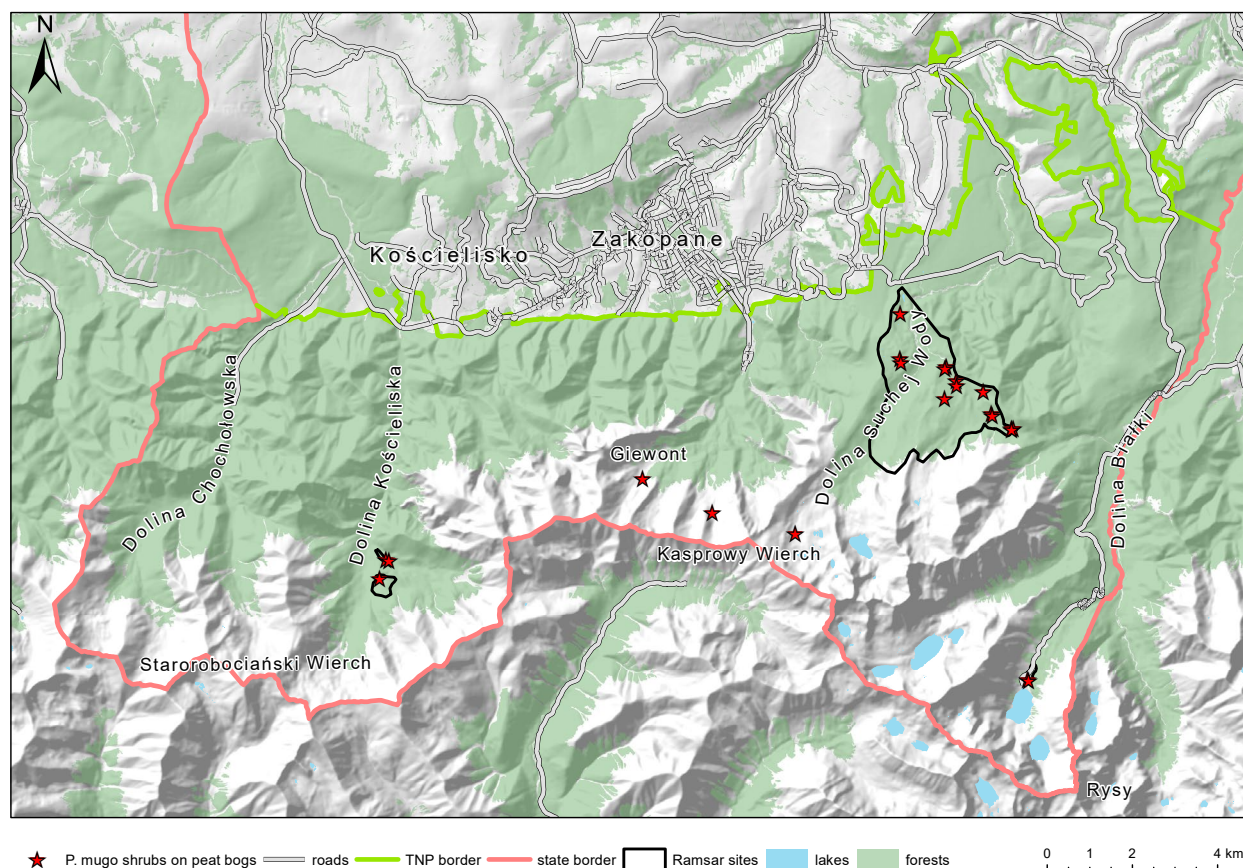 N
Zakopane
Kościelisko
Dolina Chochołowska
Dolina Kościeliska
Dolina Suchej Wody
Dolina Białki
Giewont
Kasprowy Wierch
Starorobociański Wierch
Rysy
P. mugo shrubs on peat bogs roads TNP border state border Ramsar sites lakes forests
0 1 2 4 km